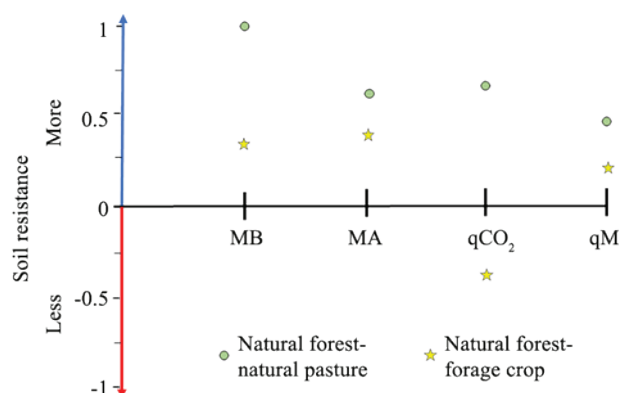 1
0.5
0
-0.5
-1
More
Less
Soil resistance
MB
MA
qCO₂
qM
Natural forest-
natural pasture
Natural forest-
forage crop